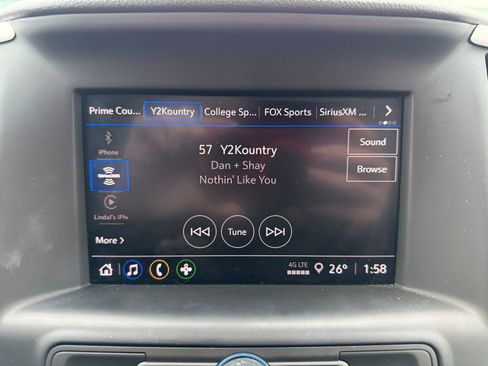 Prime Cou... Y2Kountry College Sp... FOX Sports SiriusXM ...
iPhone
57 Y2Kountry
Dan + Shay
Nothin' Like You
Sound
Browse
Lindal's iPh
Tune
More >
4G LTE
26° 1:58